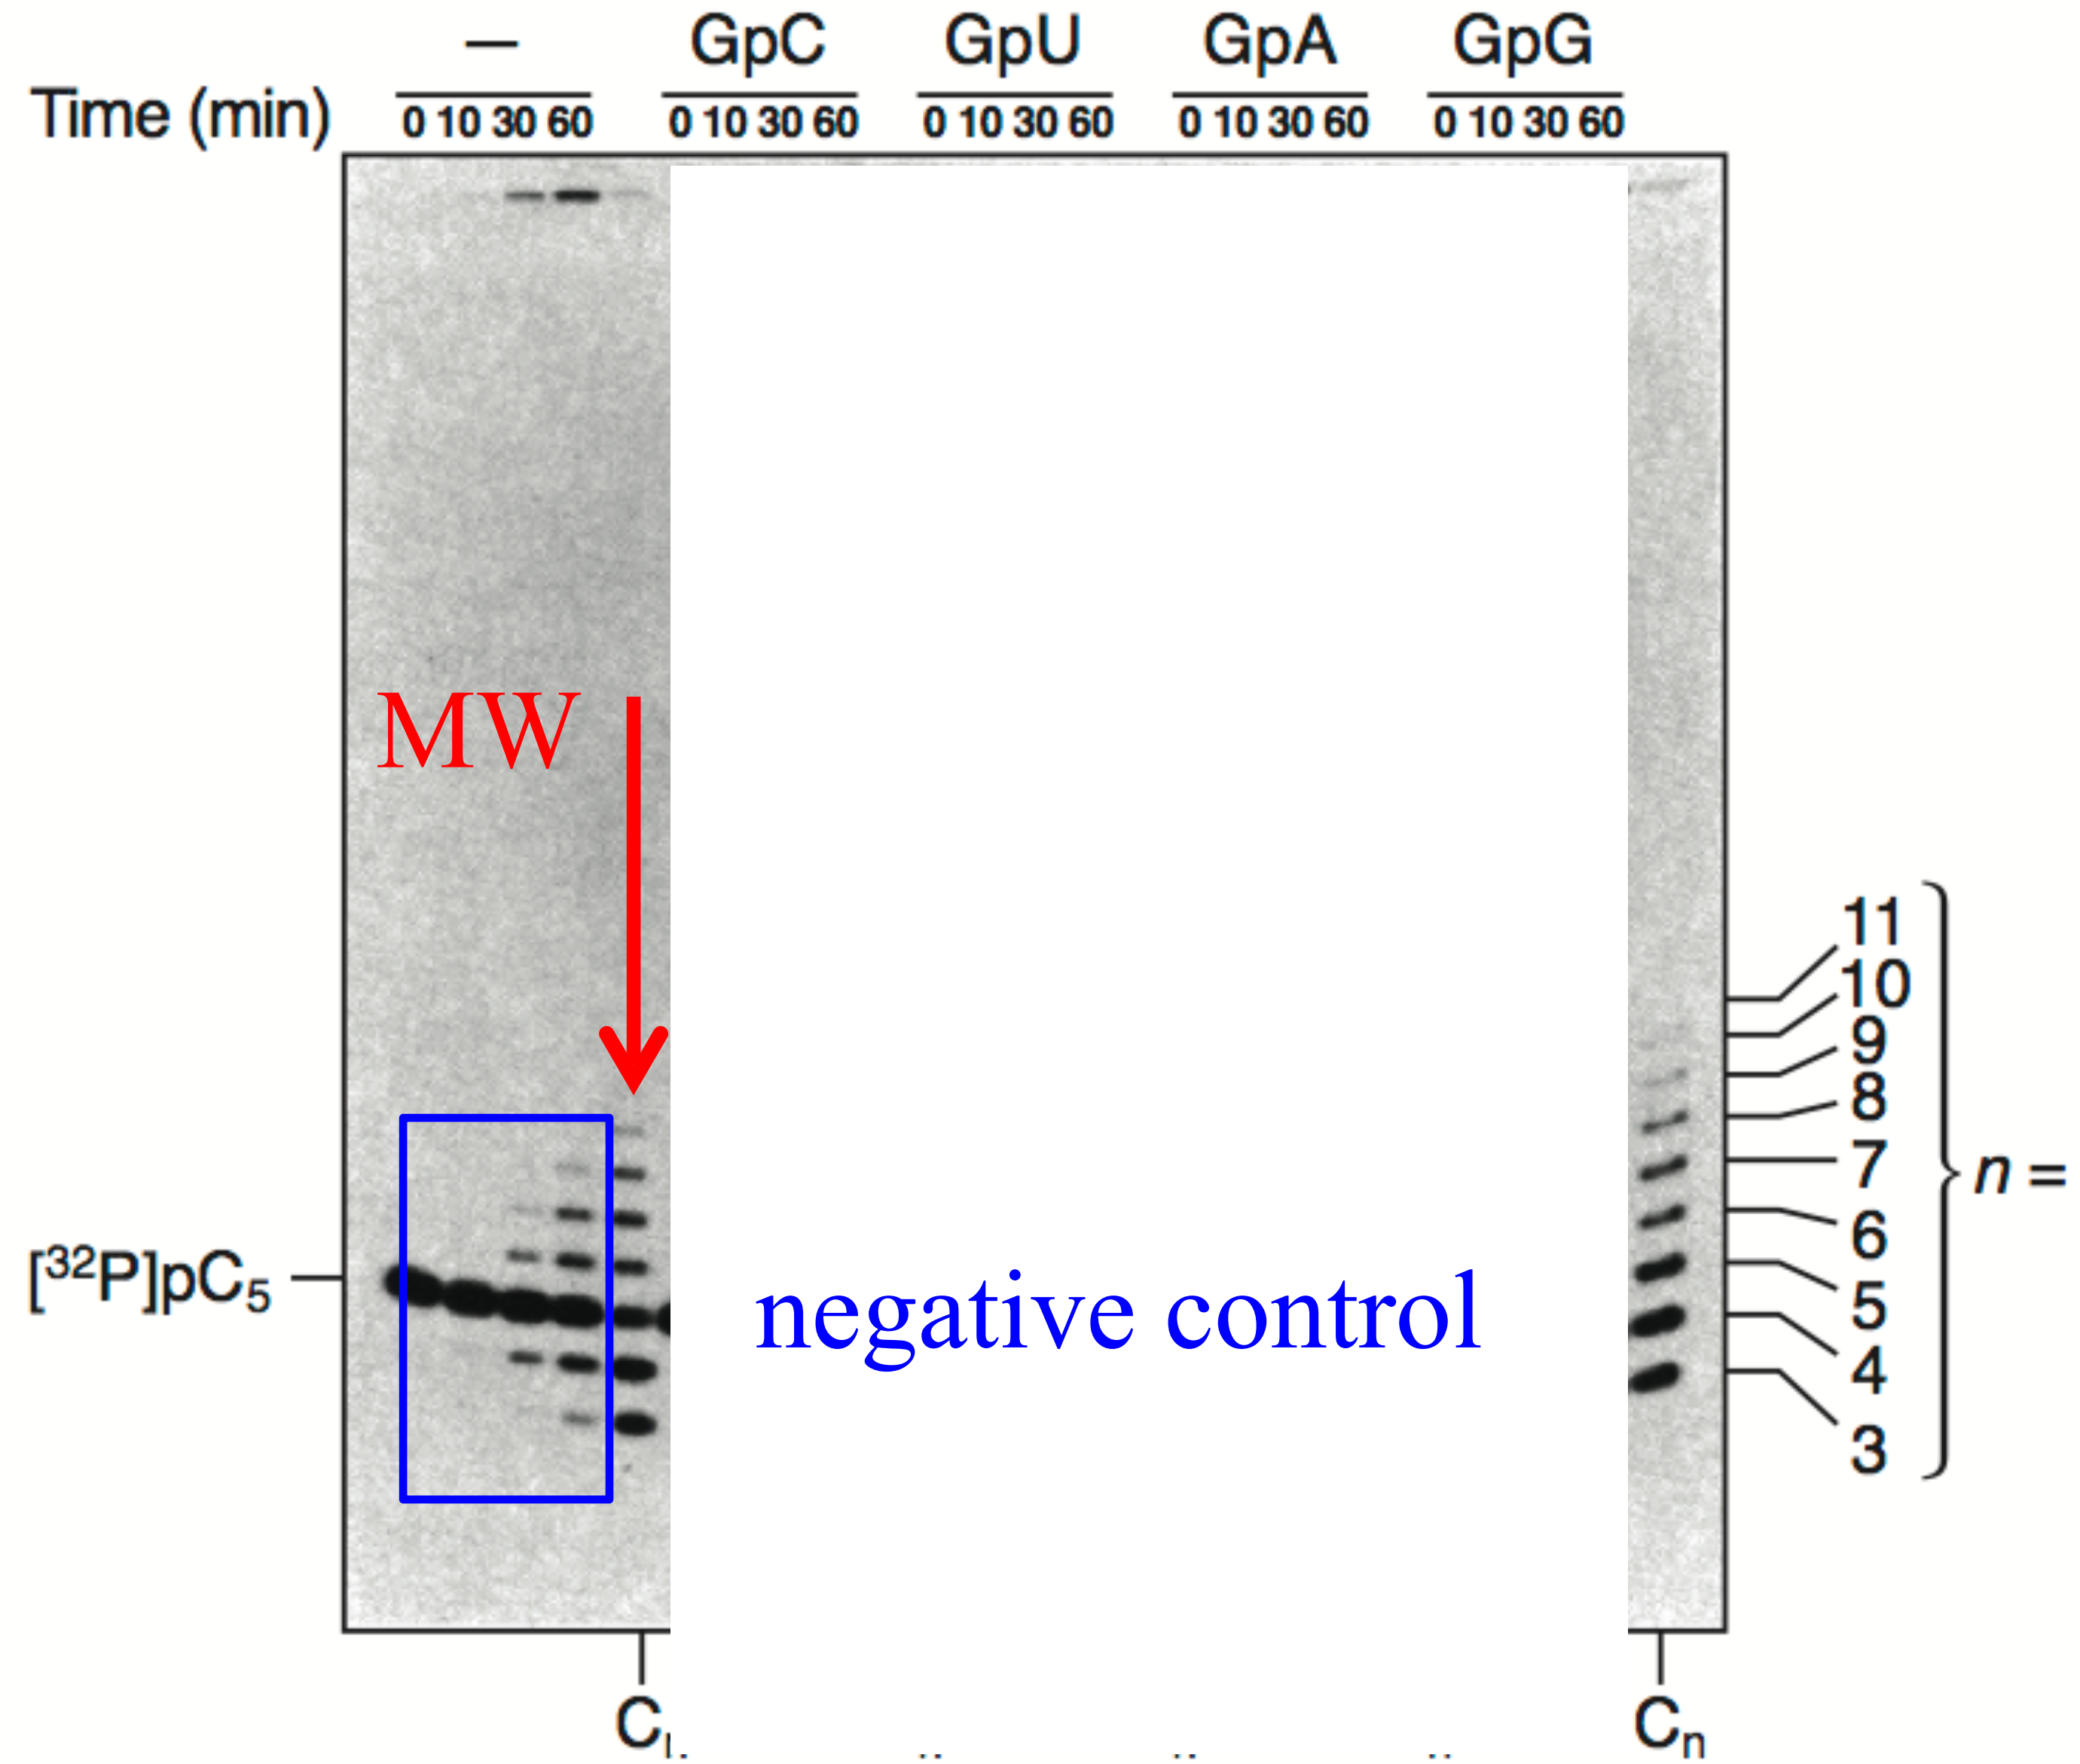 — GpC GpU GpA GpG
Time (min) 0 10 30 60 0 10 30 60 0 10 30 60 0 10 30 60 0 10 30 60
MW
11
10
9
8
7
n =
6
[³²P]pC₅
negative control
5
4
3
C
Cₙ